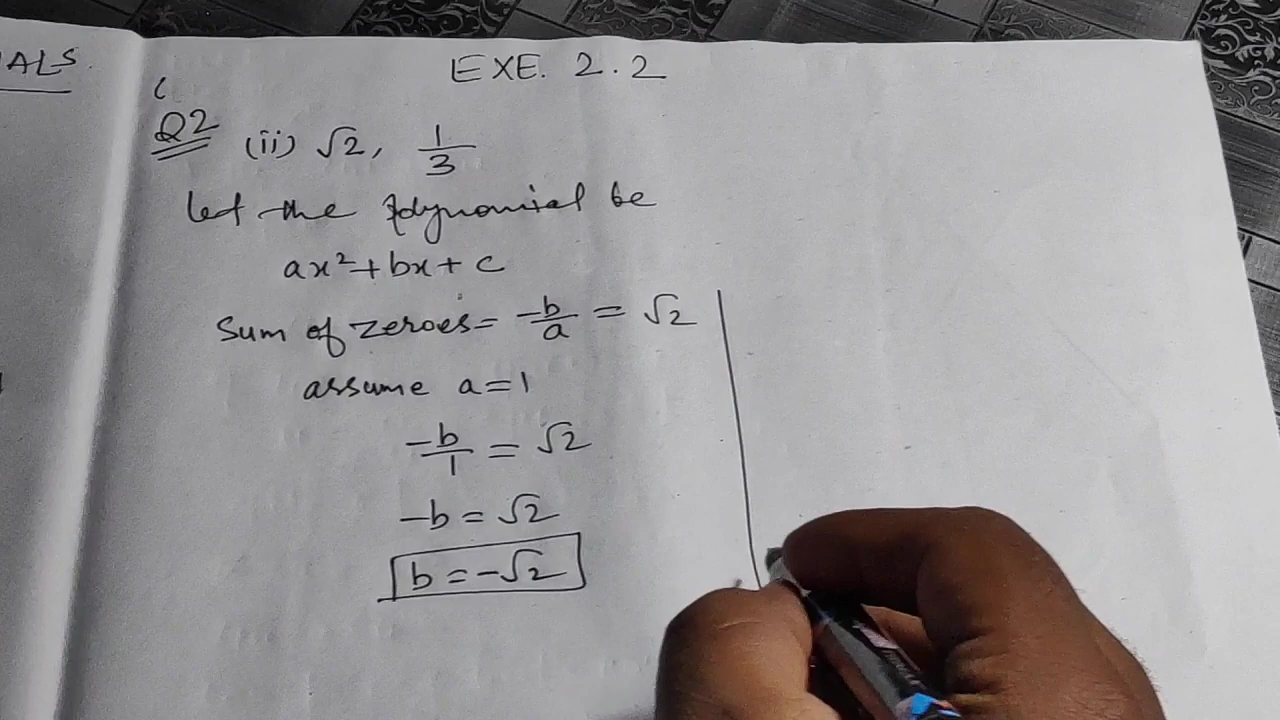 ALS.
EXE. 2.2
Q2 (ii) √2, 1/3
let the polynomial be
ax²+bx+c
Sum of zeroes= -b/a = √2
assume a=1
-b/1 = √2
-b = √2
b = -√2